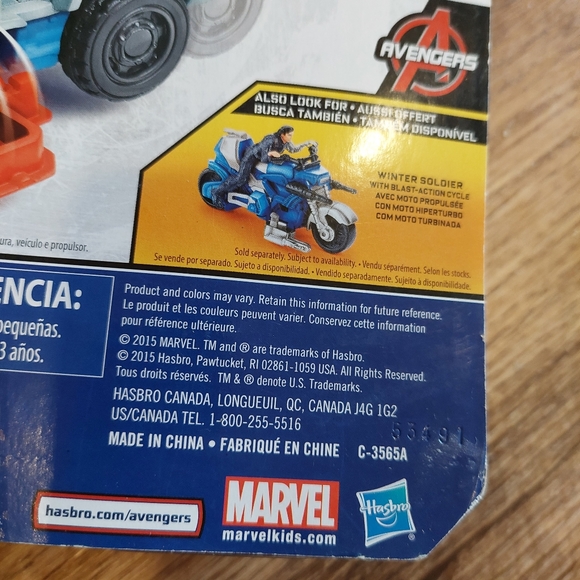 AVENGERS
ALSO LOOK FOR • AUSSI OFFERT
BUSCA TAMBIÉN • TAMBÉM DISPONÍVEL
WINTER SOLDIER
WITH BLAST-ACTION CYCLE
AVEC MOTO PROPULSÉE
CON MOTO HIPERTURBO
COM MOTO TURBINADA
ura, veículo e propulsor.
Sold separately. Subject to availability. • Vendu séparément. Selon les stocks.
Se vende por separado. Sujeto a disponibilidad. • Vendido separadamente. Sujeito à disponibilidade.
ENCIA:
pequeñas.
3 años.
Product and colors may vary. Retain this information for future reference.
Le produit et les couleurs peuvent varier. Conservez cette information
pour référence ultérieure.
© 2015 MARVEL. TM and ® are trademarks of Hasbro.
© 2015 Hasbro, Pawtucket, RI 02861-1059 USA. All Rights Reserved.
Tous droits réservés. TM & ® denote U.S. Trademarks.
HASBRO CANADA, LONGUEUIL, QC, CANADA J4G 1G2
US/CANADA TEL. 1-800-255-5516
MADE IN CHINA • FABRIQUÉ EN CHINE C-3565A
hasbro.com/avengers
MARVEL
marvelkids.com
Hasbro